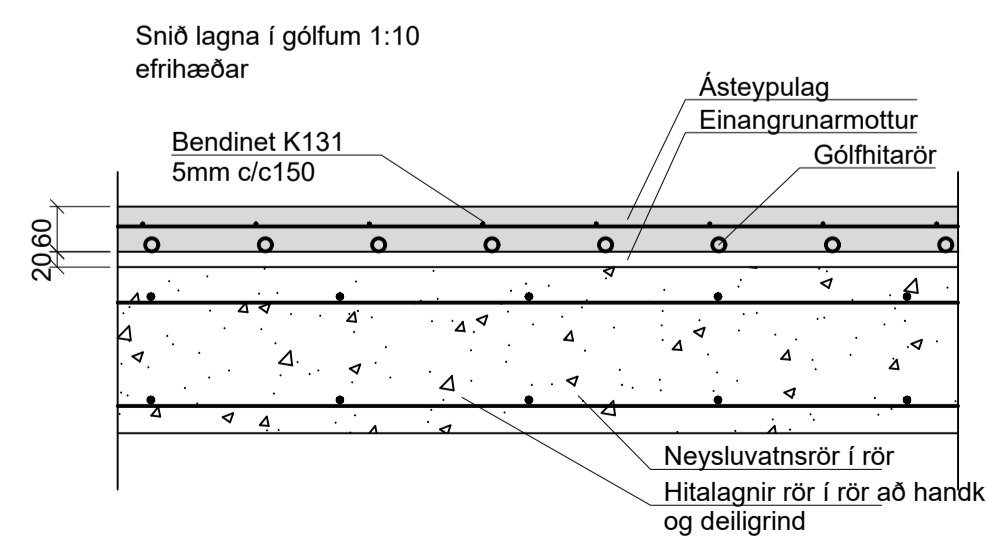 Snið lagna í gólfum 1:10
efrihæðar
Ásteypulag
Einangrunarmottur
Gólfhitarör
Bendinet K131
5mm c/c150
60
20
Neysluvatnsrör í rör
Hitalagnir rör í rör að handk
og deiligrind